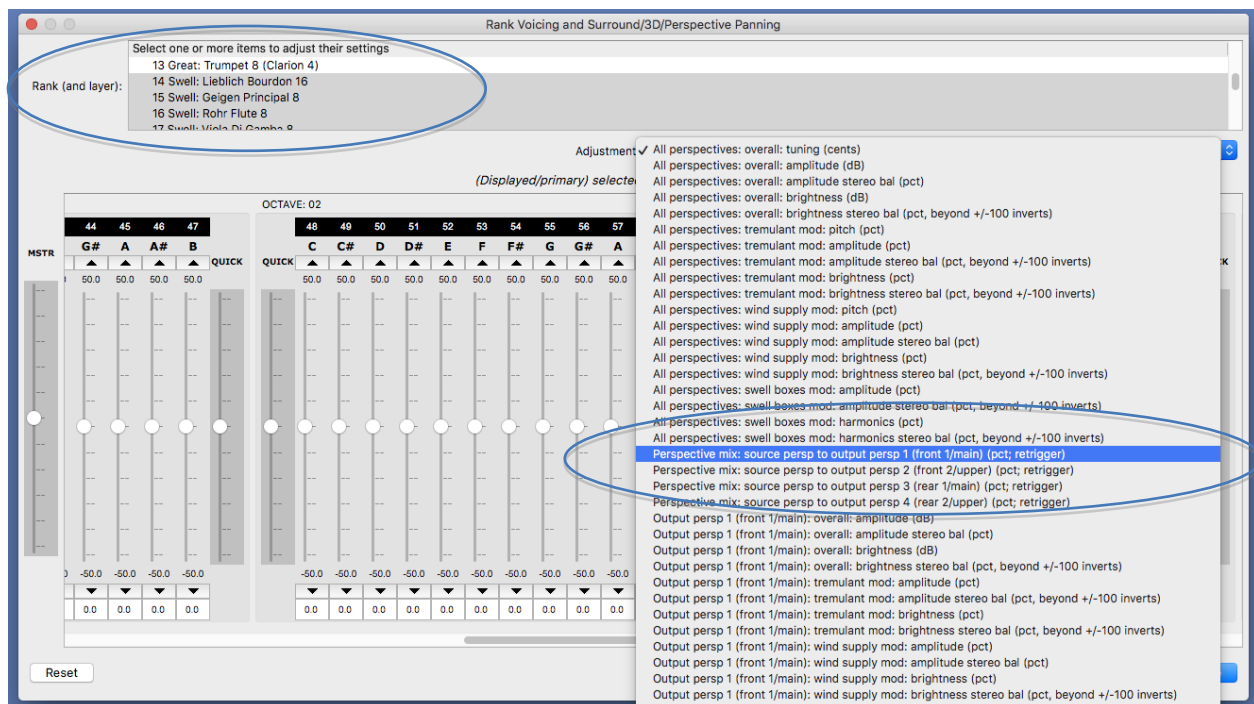 Rank Voicing and Surround/3D/Perspective Panning
Select one or more items to adjust their settings
Rank (and layer):
13 Great: Trumpet 8 (Clarion 4)
14 Swell: Lieblich Bourdon 16
15 Swell: Geigen Principal 8
16 Swell: Rohr Flute 8
17 Swell: Viola Di Gamba 8
Adjustment
(Displayed/primary) selecte
✓ All perspectives: overall: tuning (cents)
All perspectives: overall: amplitude (dB)
All perspectives: overall: amplitude stereo bal (pct)
All perspectives: overall: brightness (dB)
All perspectives: overall: brightness stereo bal (pct, beyond +/-100 inverts)
All perspectives: tremulant mod: pitch (pct)
All perspectives: tremulant mod: amplitude (pct)
All perspectives: tremulant mod: amplitude stereo bal (pct, beyond +/-100 inverts)
All perspectives: tremulant mod: brightness (pct)
All perspectives: tremulant mod: brightness stereo bal (pct, beyond +/-100 inverts)
All perspectives: wind supply mod: pitch (pct)
All perspectives: wind supply mod: amplitude (pct)
All perspectives: wind supply mod: amplitude stereo bal (pct)
All perspectives: wind supply mod: brightness (pct)
All perspectives: wind supply mod: brightness stereo bal (pct, beyond +/-100 inverts)
All perspectives: swell boxes mod: amplitude (pct)
All perspectives: swell boxes mod: amplitude stereo bal (pct, beyond +/-100 inverts)
All perspectives: swell boxes mod: harmonics (pct)
All perspectives: swell boxes mod: harmonics stereo bal (pct, beyond +/-100 inverts)
Perspective mix: source persp to output persp 1 (front 1/main) (pct; retrigger)
Perspective mix: source persp to output persp 2 (front 2/upper) (pct; retrigger)
Perspective mix: source persp to output persp 3 (rear 1/main) (pct; retrigger)
Perspective mix: source persp to output persp 4 (rear 2/upper) (pct; retrigger)
Output persp 1 (front 1/main): overall: amplitude (dB)
Output persp 1 (front 1/main): overall: amplitude stereo bal (pct)
Output persp 1 (front 1/main): overall: brightness (dB)
Output persp 1 (front 1/main): overall: brightness stereo bal (pct, beyond +/-100 inverts)
Output persp 1 (front 1/main): tremulant mod: amplitude (pct)
Output persp 1 (front 1/main): tremulant mod: amplitude stereo bal (pct, beyond +/-100 inverts)
Output persp 1 (front 1/main): tremulant mod: brightness (pct)
Output persp 1 (front 1/main): tremulant mod: brightness stereo bal (pct, beyond +/-100 inverts)
Output persp 1 (front 1/main): wind supply mod: amplitude (pct)
Output persp 1 (front 1/main): wind supply mod: amplitude stereo bal (pct)
Output persp 1 (front 1/main): wind supply mod: brightness (pct)
Output persp 1 (front 1/main): wind supply mod: brightness stereo bal (pct, beyond +/-100 inverts)
OCTAVE: 02
44 45 46 47 48 49 50 51 52 53 54 55 56 57
MSTR G# A A# B QUICK QUICK C C# D D# E F F# G G# A K
50.0 50.0 50.0 50.0 50.0 50.0 50.0 50.0 50.0 50.0 50.0 50.0 50.0 50.0
-50.0 -50.0 -50.0 -50.0 -50.0 -50.0 -50.0 -50.0 -50.0 -50.0 -50.0 -50.0 -50.0 -50.0
0.0 0.0 0.0 0.0 0.0 0.0 0.0 0.0 0.0 0.0 0.0 0.0 0.0 0.0
Reset